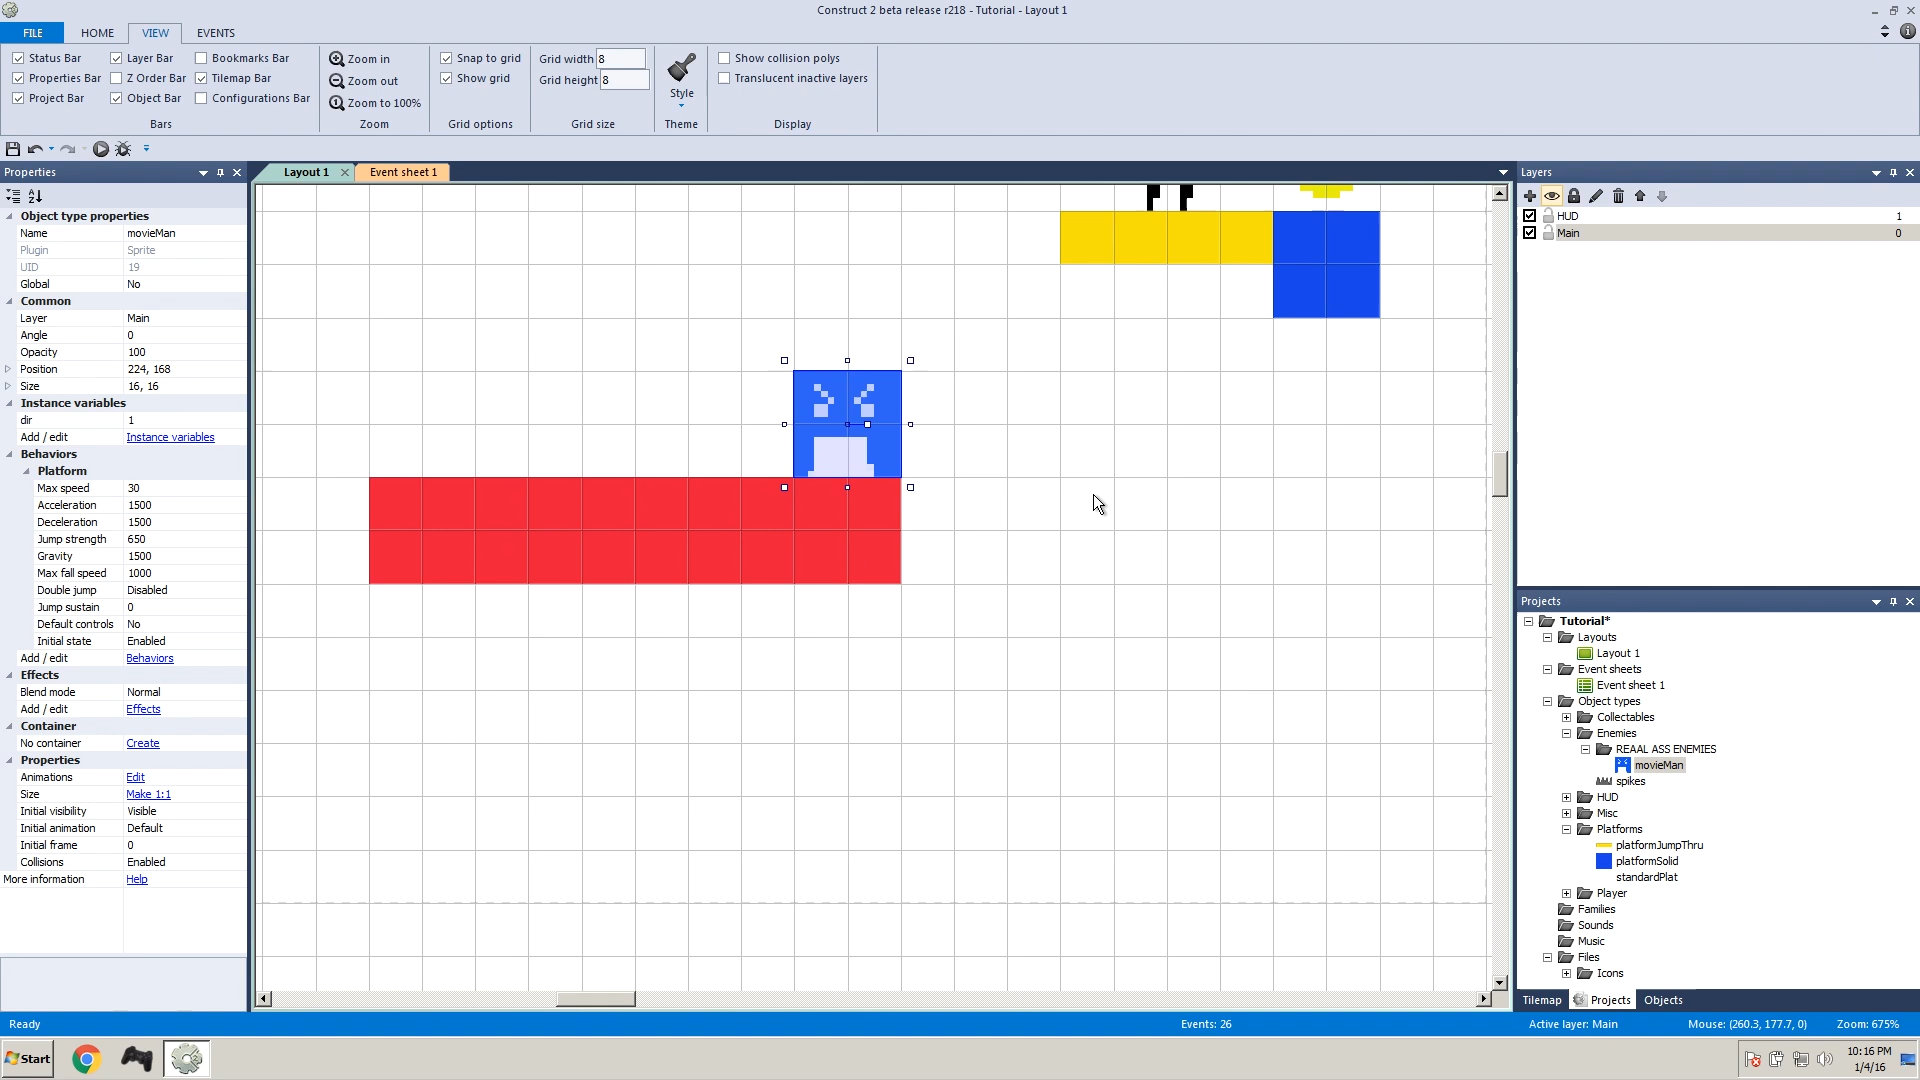 Construct 2 beta release r218 - Tutorial - Layout 1
FILE HOME VIEW EVENTS
Status Bar Layer Bar Bookmarks Bar
Properties Bar Z Order Bar Tilemap Bar
Project Bar Object Bar Configurations Bar
Bars
Zoom in
Zoom out
Zoom to 100%
Zoom
Snap to grid
Show grid
Grid options
Grid width 8
Grid height 8
Grid size
Style
Theme
Show collision polys
Translucent inactive layers
Display
Properties
Object type properties
Name movieMan
Plugin Sprite
UID 19
Global No
Common
Layer Main
Angle 0
Opacity 100
Position 224, 168
Size 16, 16
Instance variables
dir 1
Add / edit Instance variables
Behaviors
Platform
Max speed 30
Acceleration 1500
Deceleration 1500
Jump strength 650
Gravity 1500
Max fall speed 1000
Double jump Disabled
Jump sustain 0
Default controls No
Initial state Enabled
Add / edit Behaviors
Effects
Blend mode Normal
Add / edit Effects
Container
No container Create
Properties
Animations Edit
Size Make 1:1
Initial visibility Visible
Initial animation Default
Initial frame 0
Collisions Enabled
More information Help
Layout 1 Event sheet 1
Layers
HUD 1
Main 0
Projects
Tutorial*
Layouts
Layout 1
Event sheets
Event sheet 1
Object types
Collectables
Enemies
REAAL ASS ENEMIES
movieMan
spikes
HUD
Misc
Platforms
platformJumpThru
platformSolid
standardPlat
Player
Families
Sounds
Music
Files
Icons
Tilemap Projects Objects
Ready Events: 26 Active layer: Main Mouse: (260.3, 177.7, 0) Zoom: 675%
Start
10:16 PM
1/4/16